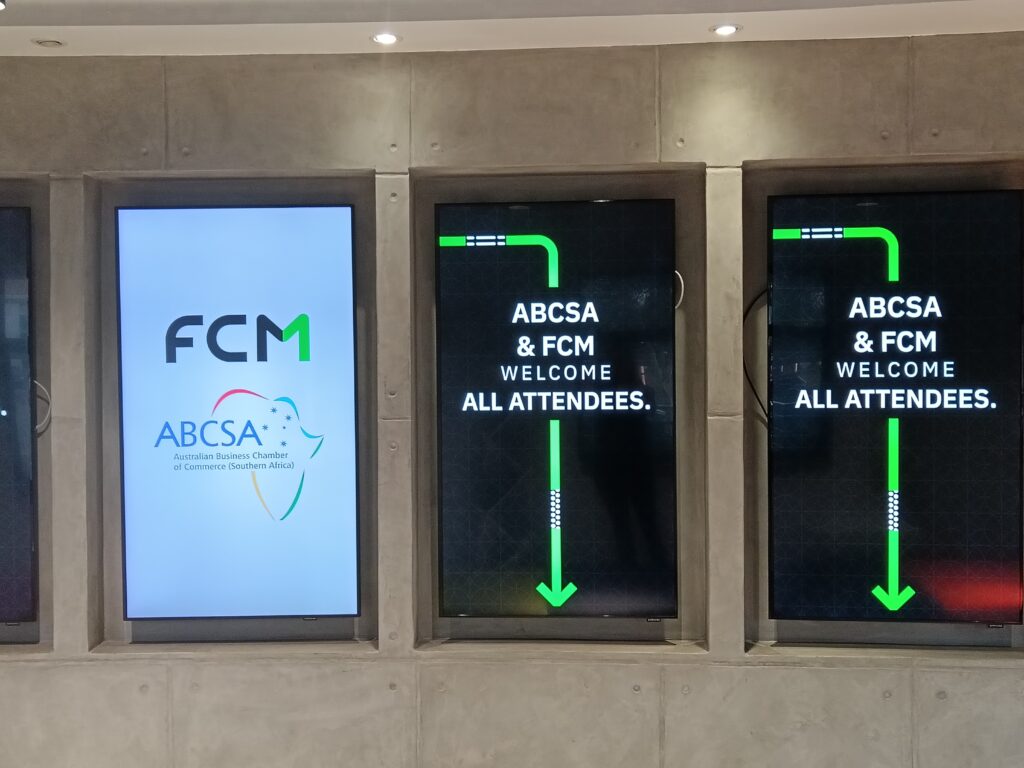 FCM
ABCSA
Australian Business Chamber
of Commerce (Southern Africa)
ABCSA
& FCM
WELCOME
ALL ATTENDEES.
ABCSA
& FCM
WELCOME
ALL ATTENDEES.